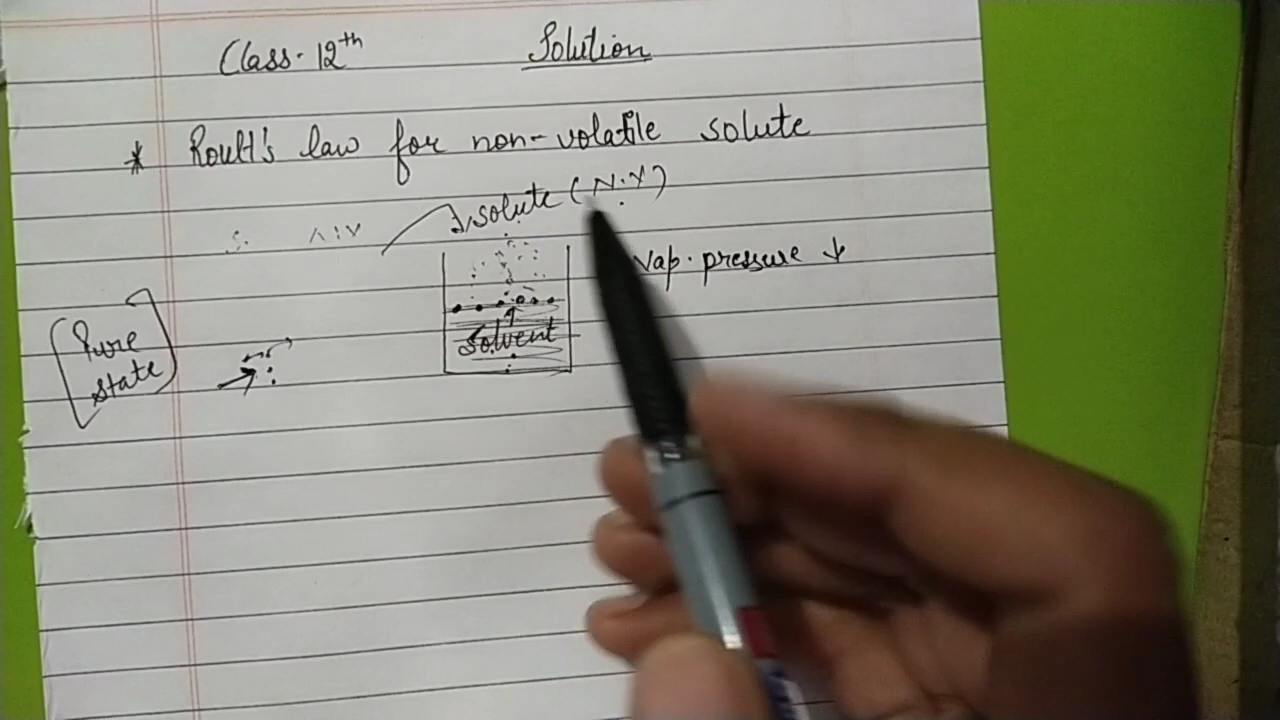 Class. 12th Solution
* Roult's law for non-volatile solute
solute (N.V)
vap. pressure ↓
Pure
state
solvent